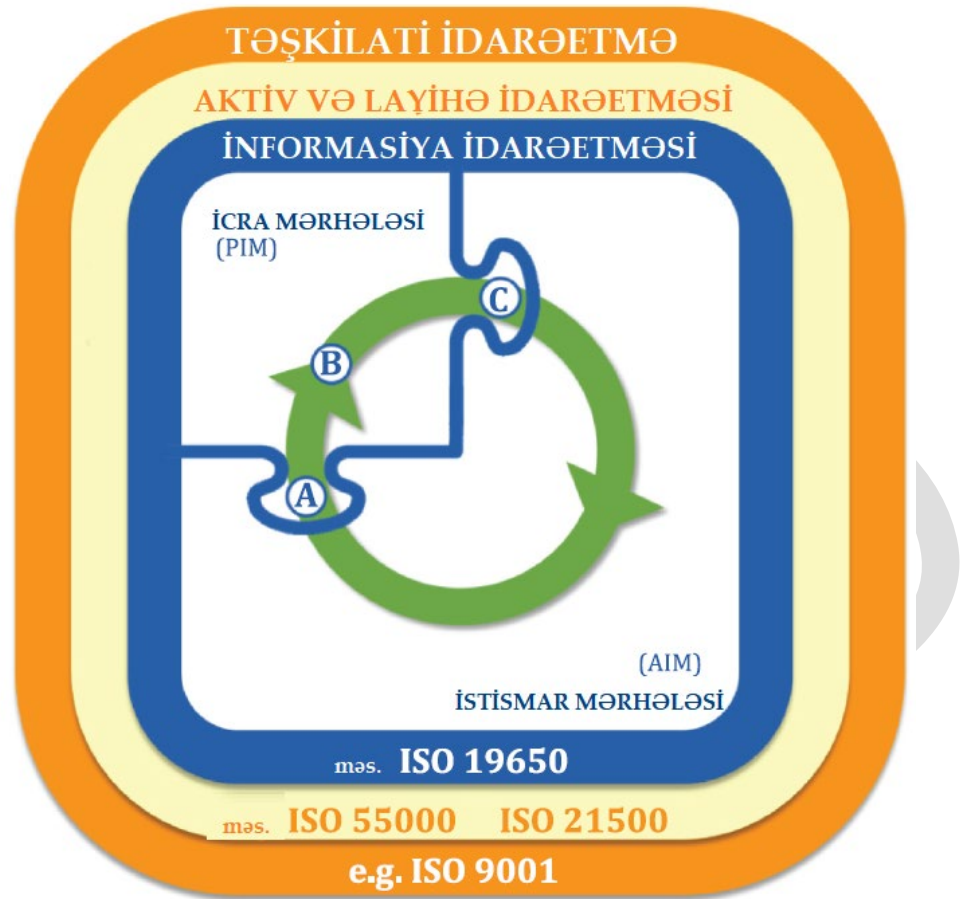 TƏŞKİLATİ İDARƏETMƏ
AKTİV VƏ LAYİHƏ İDARƏETMƏSİ
İNFORMASİYA İDARƏETMƏSİ
İCRA MƏRHƏLƏSİ
(PIM)
C
B
A
(AIM)
İSTİSMAR MƏRHƏLƏSİ
məs. ISO 19650
məs. ISO 55000 ISO 21500
e.g. ISO 9001